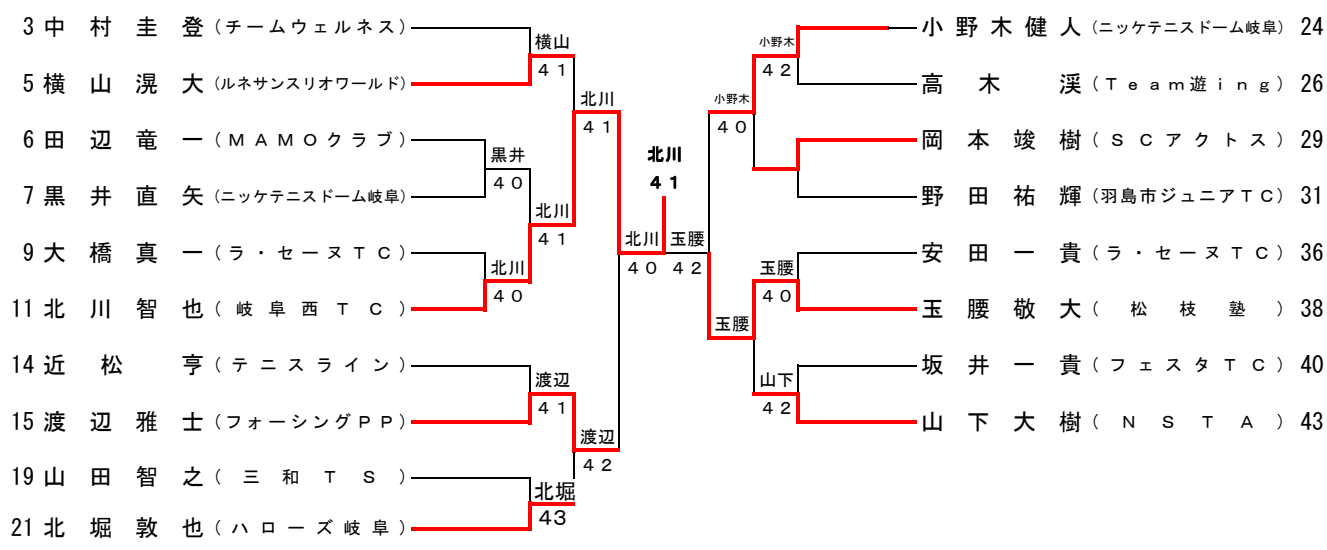 3 中村圭登 (チームウェルネス)
5 横山滉大 (ルネサンスリオワールド)
6 田辺竜一 (MAMOクラブ)
7 黒井直矢 (ニッケテニスドーム岐阜)
9 大橋真一 (ラ・セーヌTC)
11 北川智也 (岐阜西TC)
14 近松亨 (テニスライン)
15 渡辺雅士 (フォーシングPP)
19 山田智之 (三和TS)
21 北堀敦也 (ハローズ岐阜)
横山
41
黒井
40
北川
40
北川
41
北川
41
渡辺
41
北堀
43
渡辺
42
北川
40
北川
41
玉腰
42
小野木
40
小野木
42
玉腰
玉腰
40
山下
42
小野木健人 (ニッケテニスドーム岐阜) 24
高木渓 (Team遊ing) 26
岡本竣樹 (SCアクトス) 29
野田祐輝 (羽島市ジュニアTC) 31
安田一貴 (ラ・セーヌTC) 36
玉腰敬大 (松枝塾) 38
坂井一貴 (フェスタTC) 40
山下大樹 (NSTA) 43